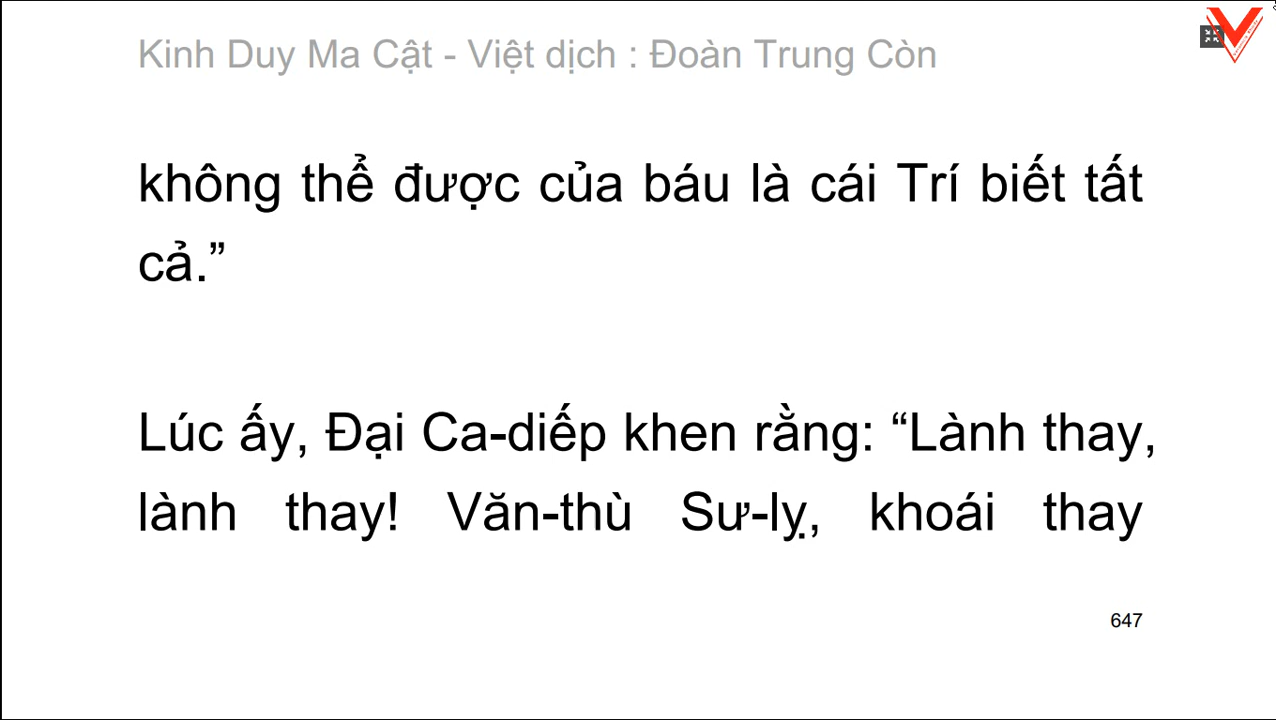 Kinh Duy Ma Cật - Việt dịch : Đoàn Trung Còn
không thể được của báu là cái Trí biết tất
cả.”
Lúc ấy, Đại Ca-diếp khen rằng: “Lành thay,
lành thay! Văn-thù Sư-lỵ, khoái thay
647